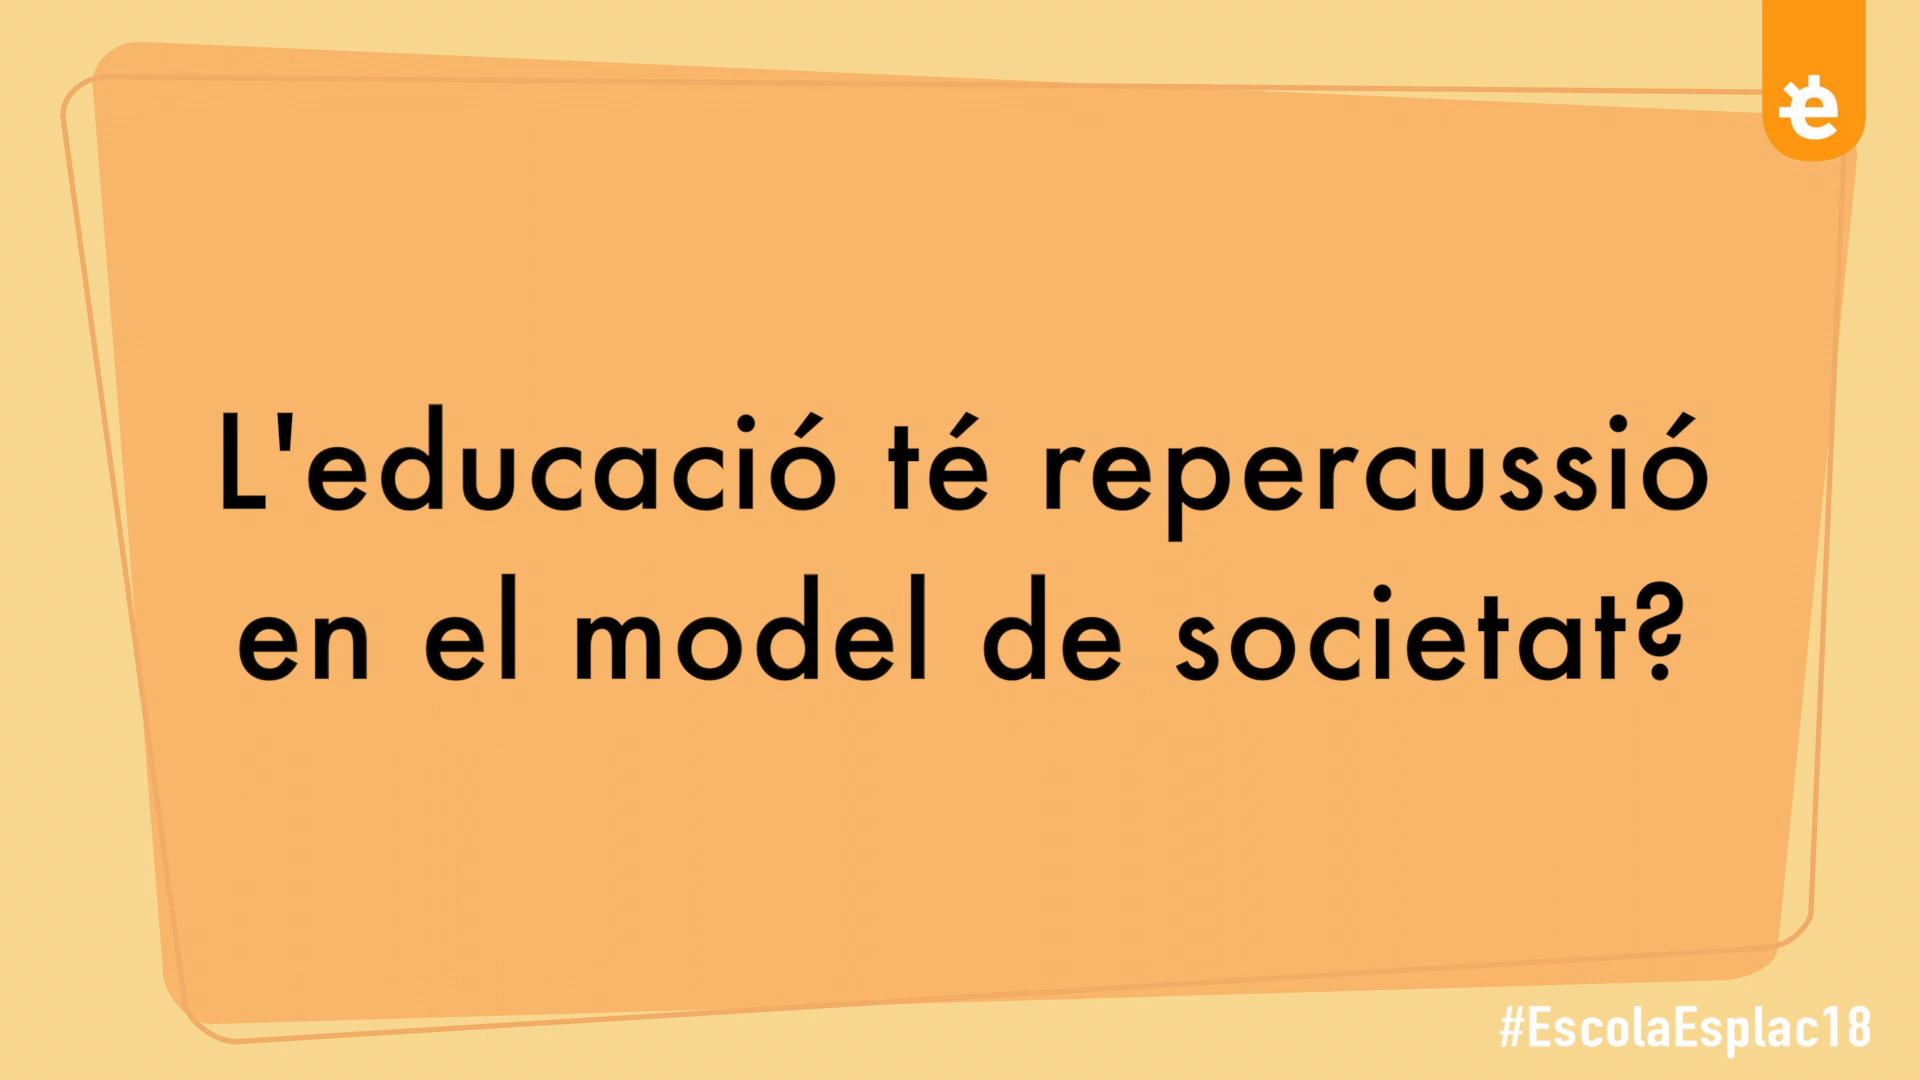 L'educació té repercussió
en el model de societat?
#EscolaEsplac18